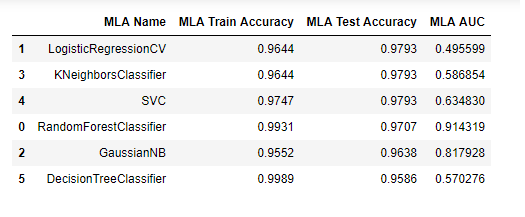 MLA Name MLA Train Accuracy MLA Test Accuracy MLA AUC
1 LogisticRegressionCV 0.9644 0.9793 0.495599
3 KNeighborsClassifier 0.9644 0.9793 0.586854
4 SVC 0.9747 0.9793 0.634830
0 RandomForestClassifier 0.9931 0.9707 0.914319
2 GaussianNB 0.9552 0.9638 0.817928
5 DecisionTreeClassifier 0.9989 0.9586 0.570276